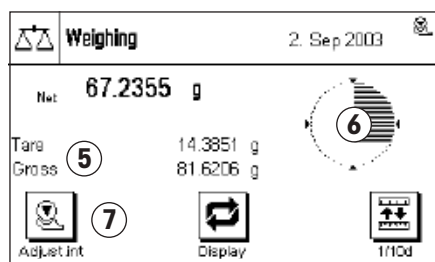 Weighing 2. Sep 2003
Net 67.2355 g
Tare 14.3851 g
Gross 81.6206 g
5
6
7
Adjust.int Display 1/10d